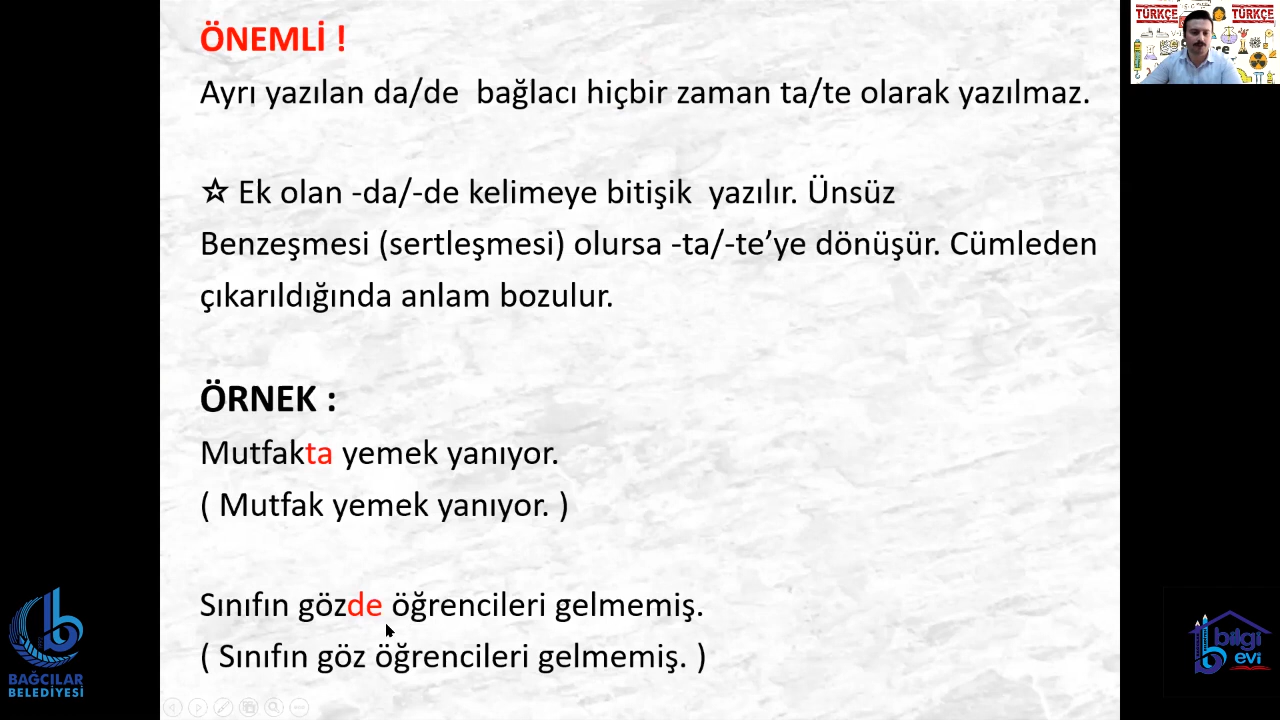 ÖNEMLİ !
Ayrı yazılan da/de bağlacı hiçbir zaman ta/te olarak yazılmaz.
☆ Ek olan -da/-de kelimeye bitişik yazılır. Ünsüz
Benzeşmesi (sertleşmesi) olursa -ta/-te’ye dönüşür. Cümleden
çıkarıldığında anlam bozulur.
ÖRNEK :
Mutfakta yemek yanıyor.
( Mutfak yemek yanıyor. )
Sınıfın gözde öğrencileri gelmemiş.
( Sınıfın göz öğrencileri gelmemiş. )
TÜRKÇE
TÜRKÇE
BAĞCILAR
BELEDİYESİ
bilgi
evi